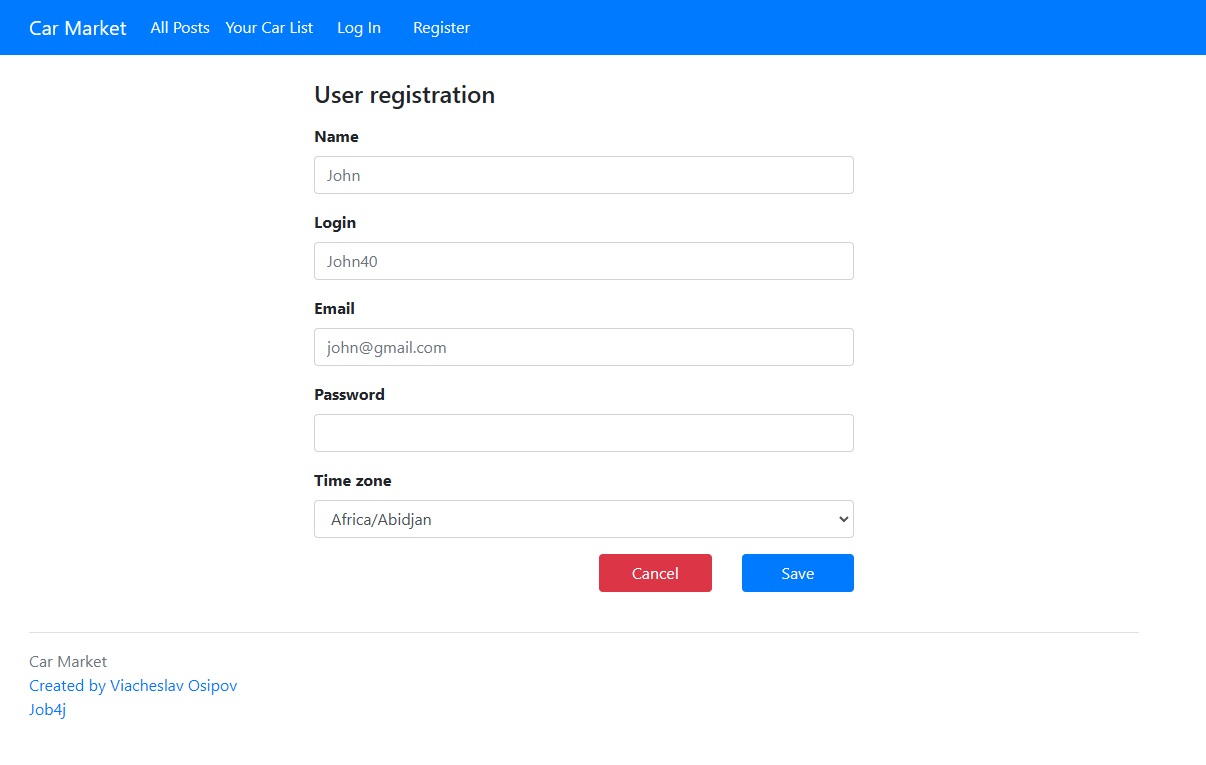 Car Market All Posts Your Car List Log In Register
User registration
Name
John
Login
John40
Email
john@gmail.com
Password
Time zone
Africa/Abidjan
Cancel Save
Car Market
Created by Viacheslav Osipov
Job4j